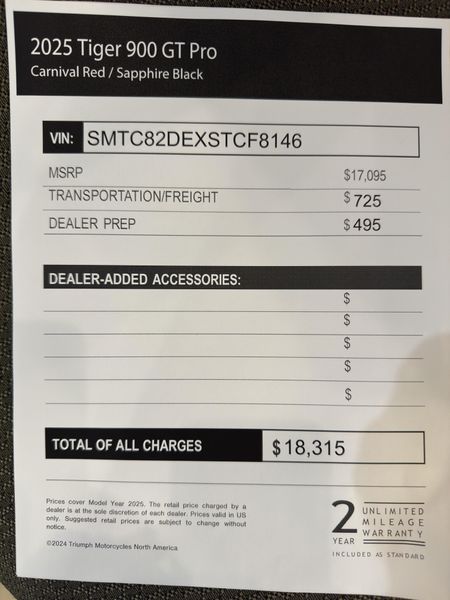 2025 Tiger 900 GT Pro
Carnival Red / Sapphire Black
VIN: SMTC82DEXSTCF8146
MSRP $17,095
TRANSPORTATION/FREIGHT $ 725
DEALER PREP $ 495
DEALER-ADDED ACCESSORIES:
$
$
$
$
$
TOTAL OF ALL CHARGES $18,315
Prices cover Model Year 2025. The retail price charged by a
dealer is at the sole discretion of each dealer. Prices valid in US
only. Suggested retail prices are subject to change without
notice.
©2024 Triumph Motorcycles North America
2 YEAR
UNLIMITED
MILEAGE
WARRANTY
INCLUDED AS STANDARD